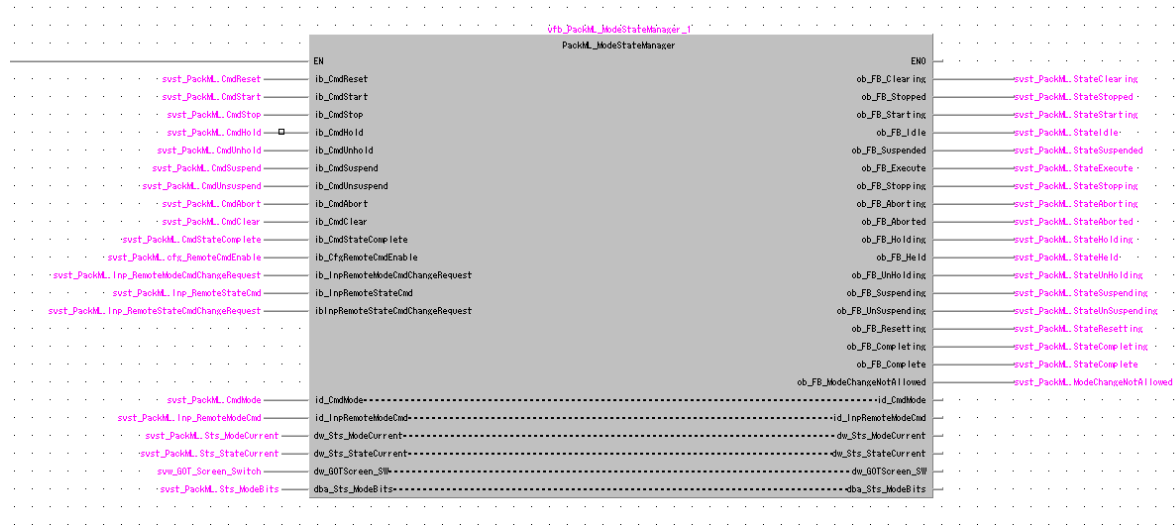 vfb_PackML_ModeStateManager_1
PackML_ModeStateManager
EN ENO
svst_PackML.CmdReset ib_CmdReset ob_FB_Clearing svst_PackML.StateClearing
svst_PackML.CmdStart ib_CmdStart ob_FB_Stopped svst_PackML.StateStopped
svst_PackML.CmdStop ib_CmdStop ob_FB_Starting svst_PackML.StateStarting
svst_PackML.CmdHold ib_CmdHold ob_FB_Idle svst_PackML.StateIdle
svst_PackML.CmdUnhold ib_CmdUnhold ob_FB_Suspended svst_PackML.StateSuspended
svst_PackML.CmdSuspend ib_CmdSuspend ob_FB_Execute svst_PackML.StateExecute
svst_PackML.CmdUnsuspend ib_CmdUnsuspend ob_FB_Stopping svst_PackML.StateStopping
svst_PackML.CmdAbort ib_CmdAbort ob_FB_Aborting svst_PackML.StateAborting
svst_PackML.CmdClear ib_CmdClear ob_FB_Aborted svst_PackML.StateAborted
svst_PackML.CmdStateComplete ib_CmdStateComplete ob_FB_Holding svst_PackML.StateHolding
svst_PackML.cfg_RemoteCmdEnable ib_CfgRemoteCmdEnable ob_FB_Held svst_PackML.StateHeld
svst_PackML.Inp_RemoteModeCmdChangeRequest ib_InpRemoteModeCmdChangeRequest ob_FB_UnHolding svst_PackML.StateUnHolding
svst_PackML.Inp_RemoteStateCmd ib_InpRemoteStateCmd ob_FB_Suspending svst_PackML.StateSuspending
svst_PackML.Inp_RemoteStateCmdChangeRequest ibInpRemoteStateCmdChangeRequest ob_FB_UnSuspending svst_PackML.StateUnSuspending
ob_FB_Resetting svst_PackML.StateResetting
ob_FB_Completing svst_PackML.StateCompleting
ob_FB_Complete svst_PackML.StateComplete
ob_FB_ModeChangeNotAllowed svst_PackML.ModeChangeNotAllowed
svst_PackML.CmdMode id_CmdMode id_CmdMode
svst_PackML.Inp_RemoteModeCmd id_InpRemoteModeCmd id_InpRemoteModeCmd
svst_PackML.Sts_ModeCurrent dw_Sts_ModeCurrent dw_Sts_ModeCurrent
svst_PackML.Sts_StateCurrent dw_Sts_StateCurrent dw_Sts_StateCurrent
svw_GOT_Screen_Switch dw_GOTScreen_SW dw_GOTScreen_SW
svst_PackML.Sts_ModeBits dba_Sts_ModeBits dba_Sts_ModeBits